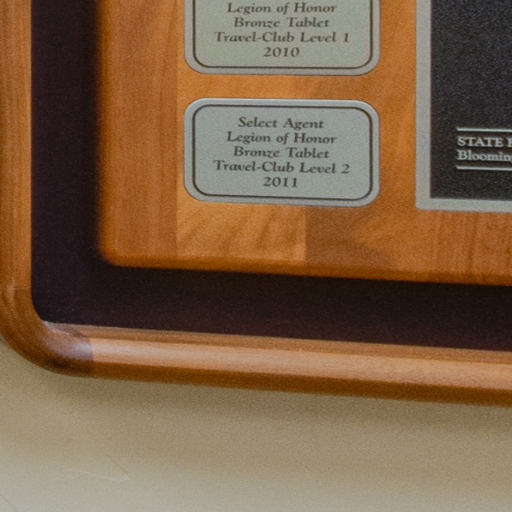 Legion of Honor
Bronze Tablet
Travel-Club Level 1
2010
Select Agent
Legion of Honor
Bronze Tablet
Travel-Club Level 2
2011
STATE